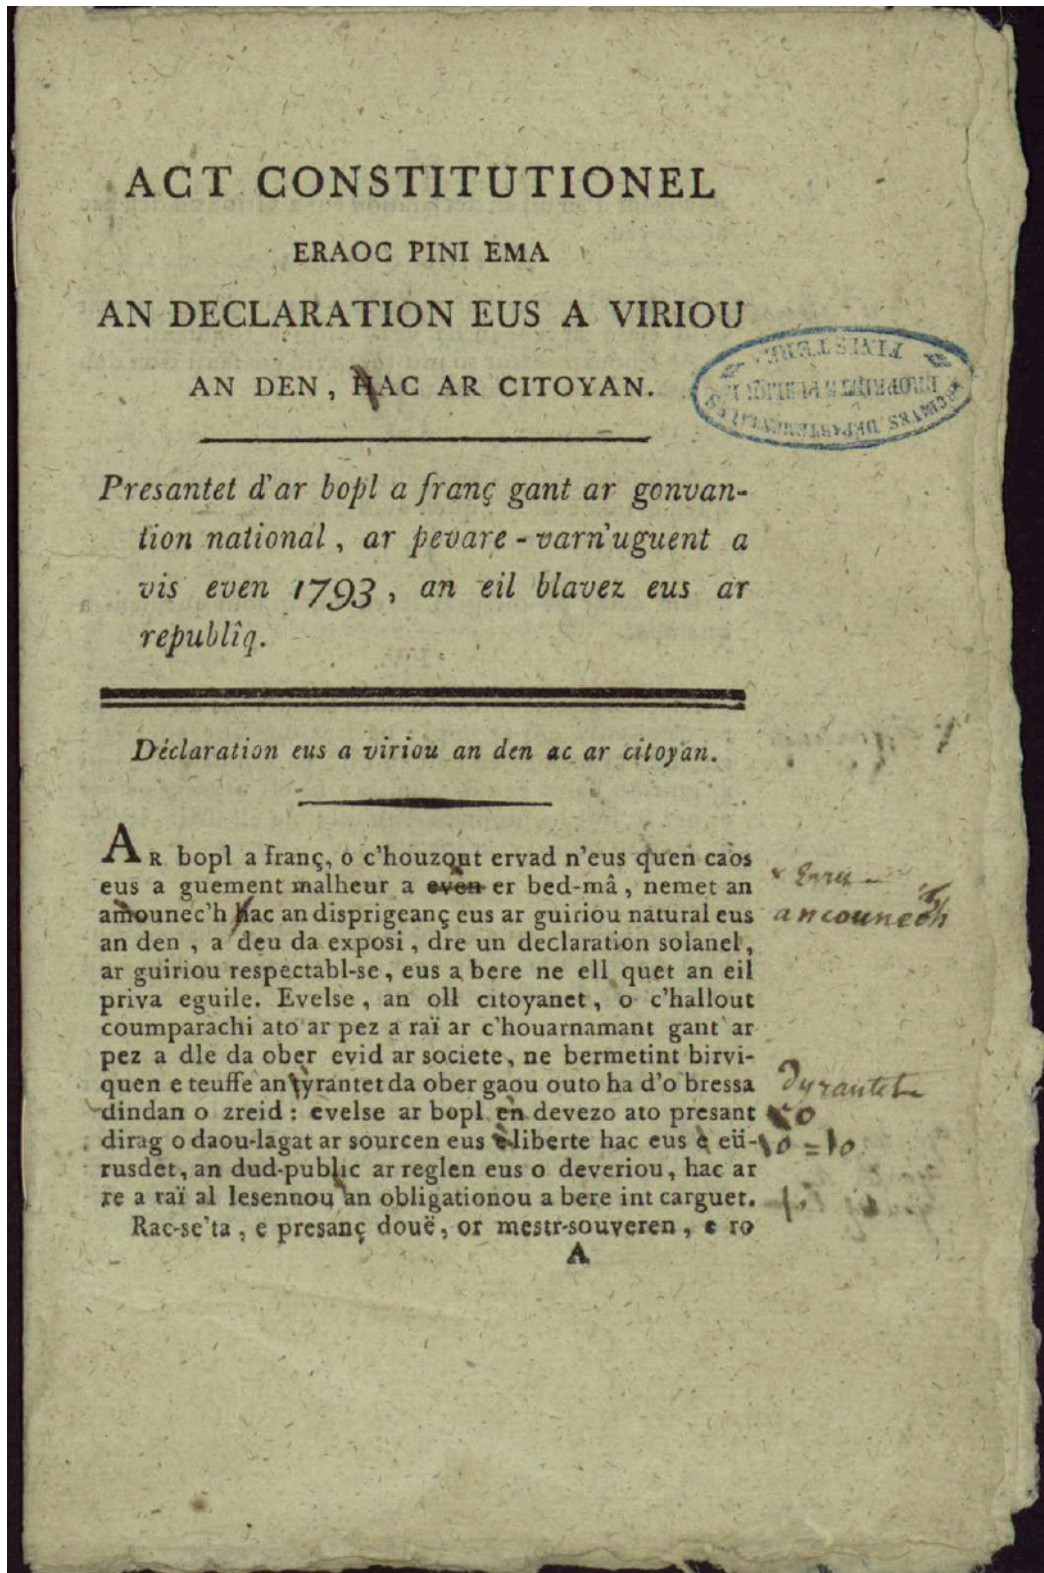 ACT CONSTITUTIONEL
ERAOC PINI EMA
AN DECLARATION EUS A VIRIOU
AN DEN, HAC AR CITOYAN.
FINISTERE
PROPRIÉTÉ PUBLIQUE
ARCHIVES DÉPARTEMENTALES
Presantet d'ar bopl a franç gant ar gonvan-
tion national, ar pevare-varn'uguent a
vis even 1793, an eil blavez eus ar
republîq.
Déclaration eus a viriou an den ac ar citoyan.
AR bopl a franç, o c'houzout ervad n'eus quen caos
eus a guement malheur a even er bed-mâ, nemet an
amounec'h hac an disprigeanç eus ar guiriou natural eus
ancounech
an den, a deu da exposi, dre un declaration solanel,
ar guiriou respectabl-se, eus a bere ne ell quet an eil
priva eguile. Evelse, an oll citoyanet, o c'hallout
coumparachi ato ar pez a raï ar c'houarnamant gant ar
pez a dle da ober evid ar societe, ne bermetint birvi-
quen e teuffe an tyrantet da ober gaou outo ha d'o bressa
dyrantet
dindan o zreid : evelse ar bopl en devezo ato presant
dirag o daou-lagat ar sourcen eus e liberte hac eus e eü-
rusdet, an dud-public ar reglen eus o deveriou, hac ar
re a raï al lesennou an obligationou a bere int carguet.
Rac-se'ta, e presanç douë, or mestr-souveren, e ro
A